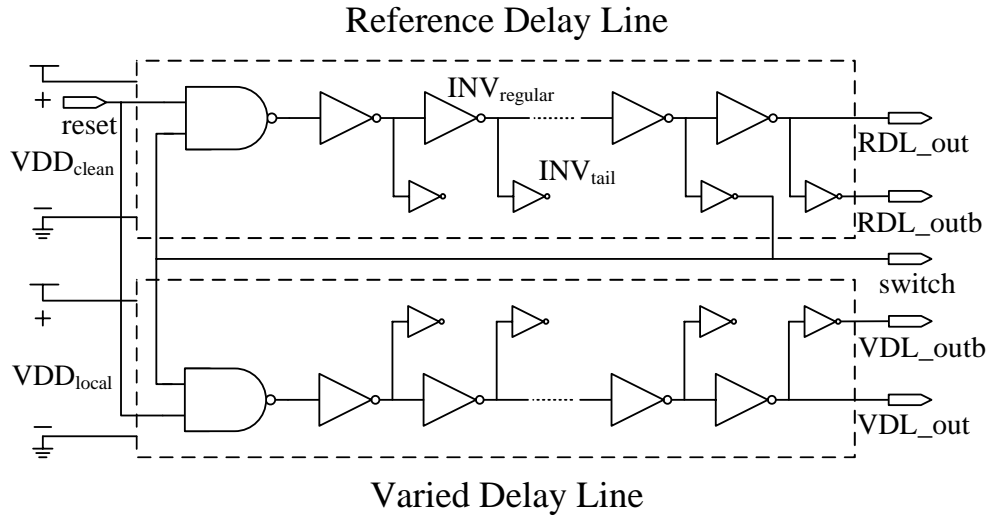 Reference Delay Line
+
reset
INV_regular
RDL_out
VDD_clean
INV_tail
RDL_outb
switch
+
VDL_outb
VDD_local
VDL_out
Varied Delay Line